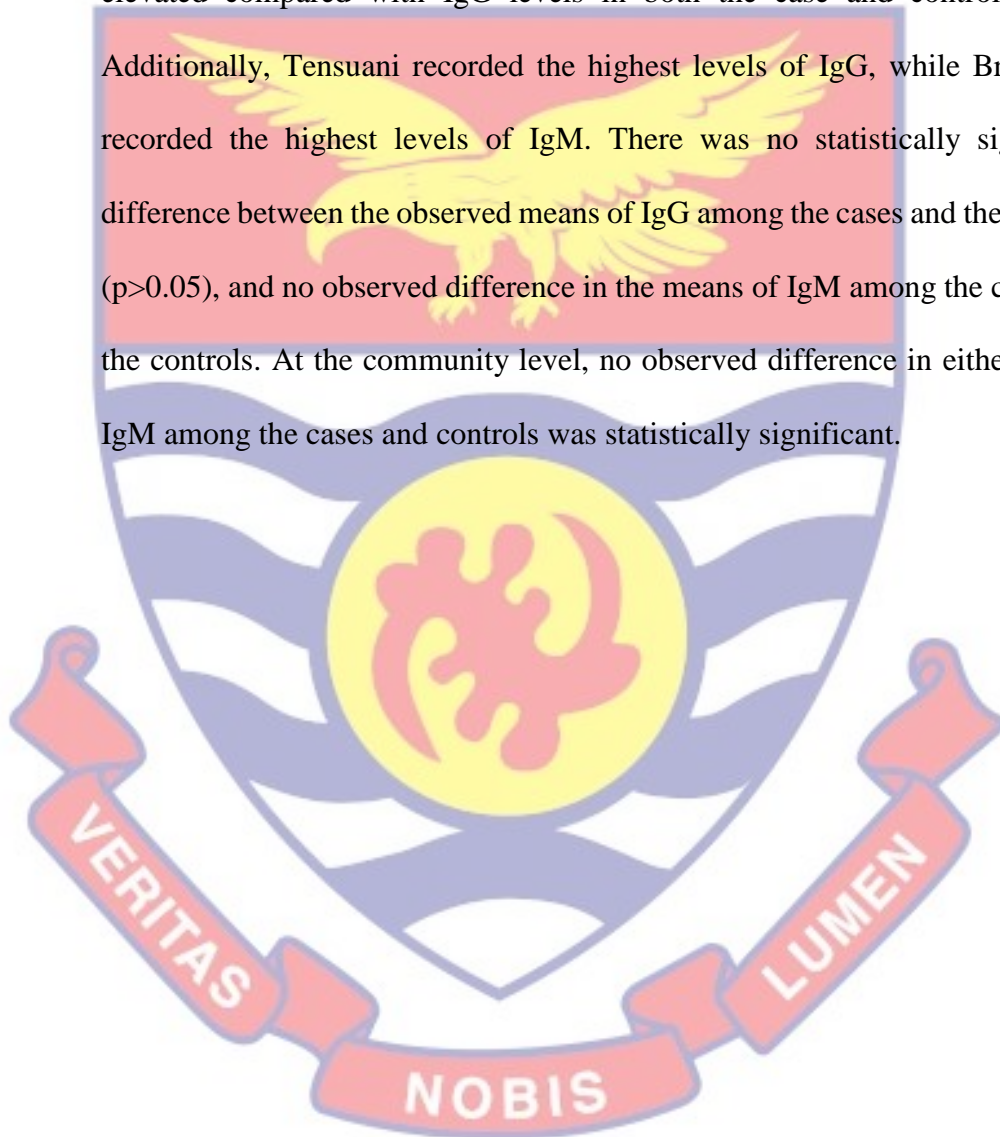 elevated compared with IgG levels in both the case and control
Additionally, Tensuani recorded the highest levels of IgG, while
recorded the highest levels of IgM. There was no statistically
difference between the observed means of IgG among the cases and the
(p>0.05), and no observed difference in the means of IgM among the
the controls. At the community level, no observed difference in
IgM among the cases and controls was statistically significant.
VERITAS
NOBIS
LUMEN